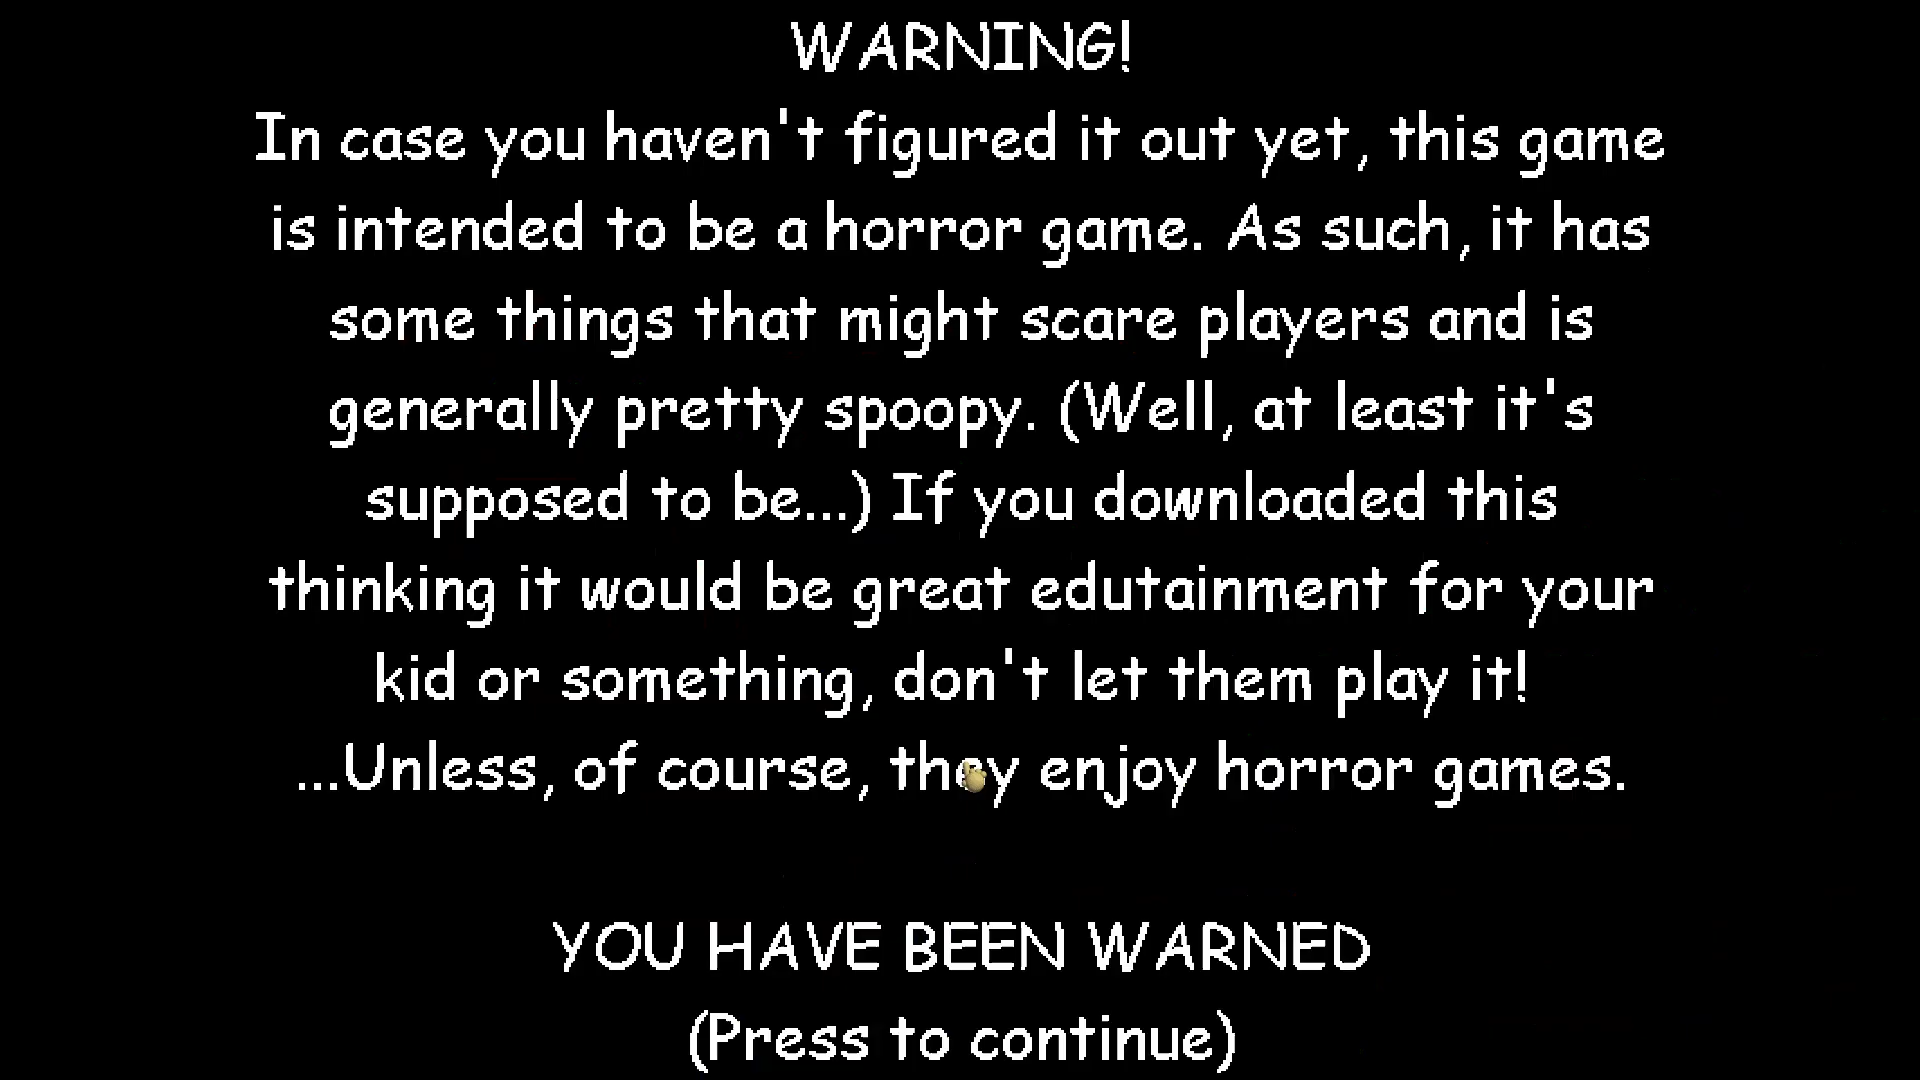 WARNING!
In case you haven't figured it out yet, this game
is intended to be a horror game. As such, it has
some things that might scare players and is
generally pretty spoopy. (Well, at least it's
supposed to be...) If you downloaded this
thinking it would be great edutainment for your
kid or something, don't let them play it!
...Unless, of course, they enjoy horror games.
YOU HAVE BEEN WARNED
(Press to continue)